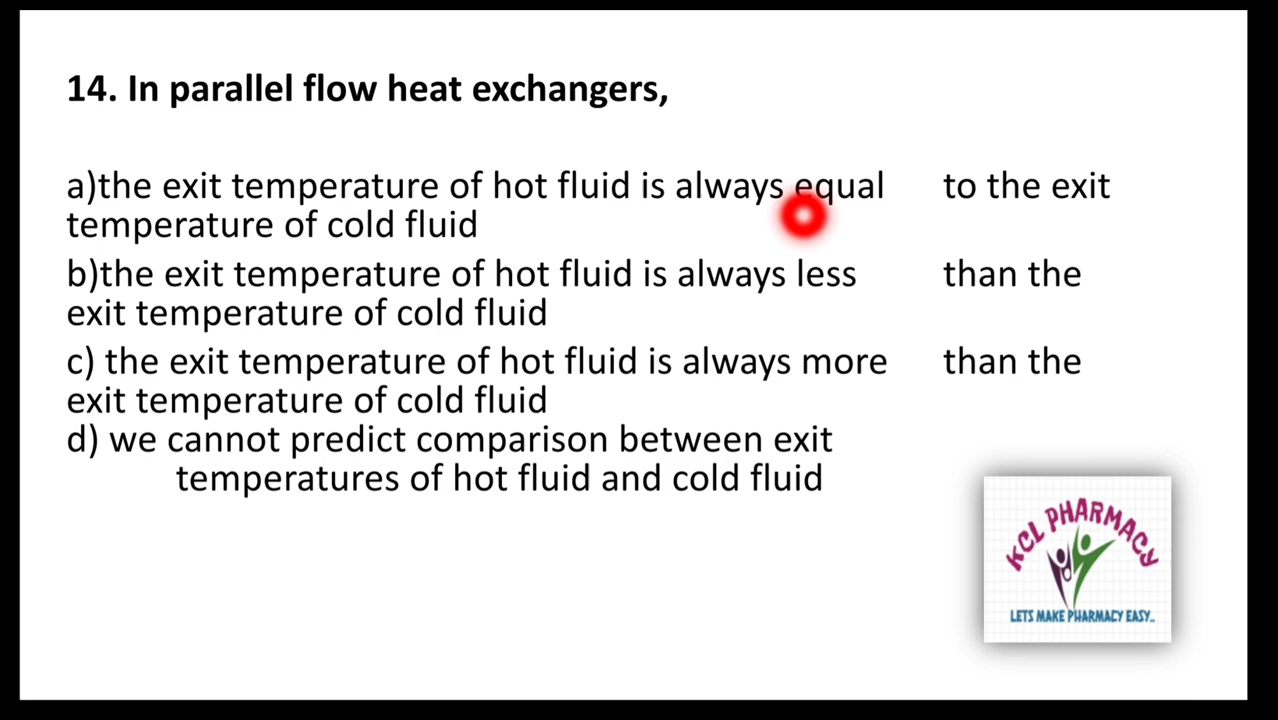 14. In parallel flow heat exchangers,
a)the exit temperature of hot fluid is always equal to the exit
temperature of cold fluid
b)the exit temperature of hot fluid is always less than the
exit temperature of cold fluid
c) the exit temperature of hot fluid is always more than the
exit temperature of cold fluid
d) we cannot predict comparison between exit
temperatures of hot fluid and cold fluid
KCL PHARMACY
LETS MAKE PHARMACY EASY..